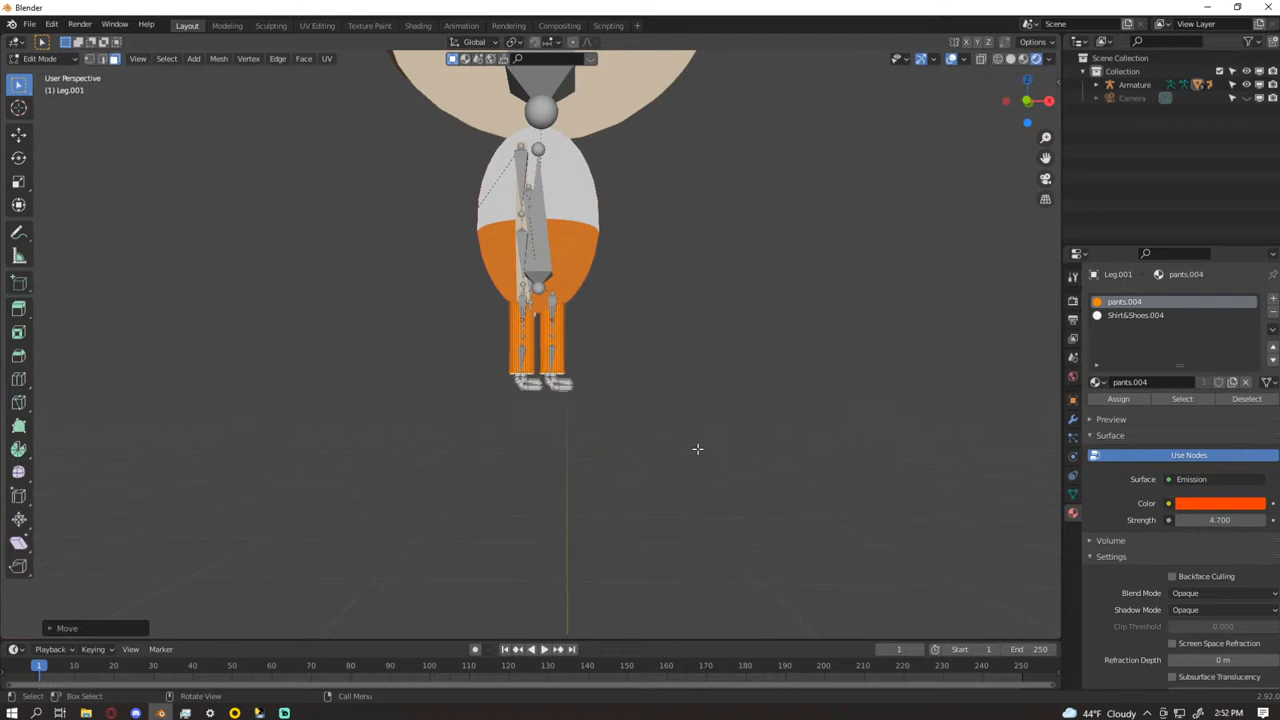 Blender
File Edit Render Window Help
Layout Modeling Sculpting UV Editing Texture Paint Shading Animation Compositing Rendering Scripting +
Scene
View Layer
Global
X Y Z Options
Edit Mode
View Select Add Mesh Vertex Edge Face UV
User Perspective
(1) Leg.001
Z
X
Scene Collection
Collection
Armature
Camera
Leg.001 > pants.004
pants.004
Shirt&Shoes.004
pants.004 3
Assign Select Deselect
Preview
Surface
Use Nodes
Surface Emission
Color
Strength 4.700
Volume
Settings
Backface Culling
Blend Mode Opaque
Shadow Mode Opaque
Clip Threshold 0.000
Screen Space Refraction
Refraction Depth 0 m
Subsurface Translucency
Move
Playback Keying View Marker
1 Start 1 End 250
1 10 20 30 40 50 60 70 80 90 100 110 120 130 140 150 160 170 180 190 200 210 220 230 240 250
Select Box Select Rotate View Call Menu
2.92.0
44°F Cloudy 2:52 PM